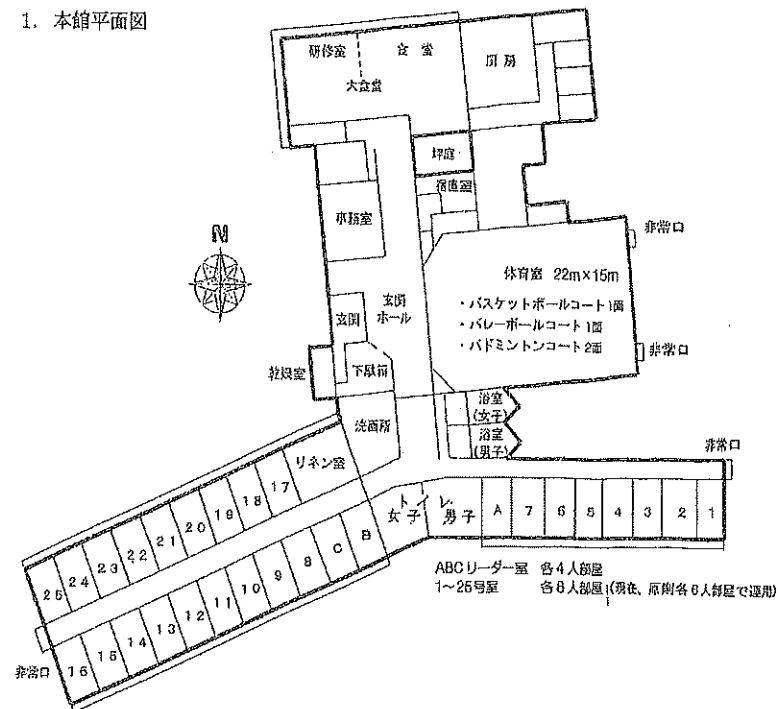 1. 本館平面図
研修室
食堂
大食堂
厨房
坪庭
宿直室
事務室
N
非常口
体育室 22m×15m
・バスケットボールコート1面
・バレーボールコート1面
・バドミントンコート2面
玄関
玄関
ホール
非常口
乾燥室
下駄箱
浴室
(女子)
洗面所
浴室
(男子)
非常口
リネン室
トイレ
女子
男子
A
7
6
5
4
3
2
1
25
24
23
22
21
20
19
18
17
16
15
14
13
12
11
10
9
8
C
B
非常口
ABCリーダー室 各4人部屋
1~25号室 各8人部屋(現在、原則各6人部屋で運用)